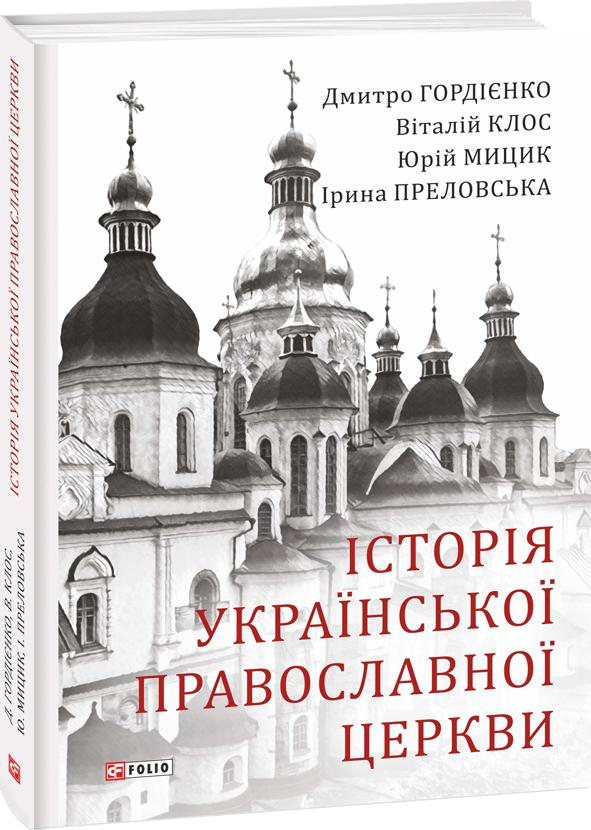 Дмитро ГОРДІЄНКО
Віталій КЛОС
Юрій МИЦИК
Ірина ПРЕЛОВСЬКА
ІСТОРІЯ
УКРАЇНСЬКОЇ
ПРАВОСЛАВНОЇ
ЦЕРКВИ
FOLIO
Д. ГОРДІЄНКО, В. КЛОС,
Ю. МИЦИК, І. ПРЕЛОВСЬКА
ІСТОРІЯ УКРАЇНСЬКОЇ ПРАВОСЛАВНОЇ ЦЕРКВИ